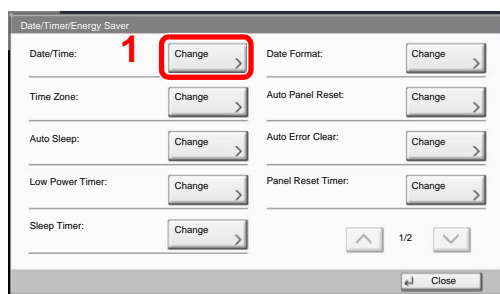 Date/Timer/Energy Saver
Date/Time: 1 Change Date Format: Change
Time Zone: Change Auto Panel Reset: Change
Auto Sleep: Change Auto Error Clear: Change
Low Power Timer: Change Panel Reset Timer: Change
Sleep Timer: Change 1/2
Close